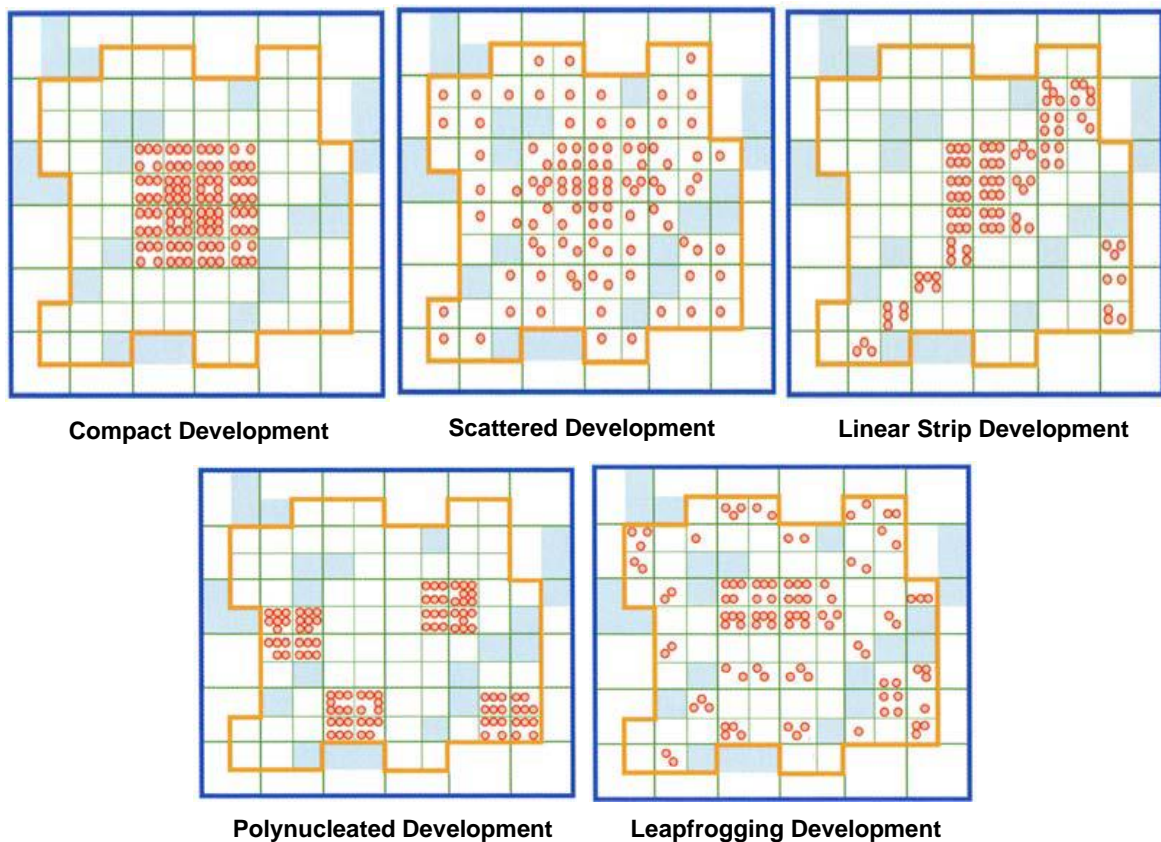 Compact Development
Scattered Development
Linear Strip Development
Polynucleated Development
Leapfrogging Development